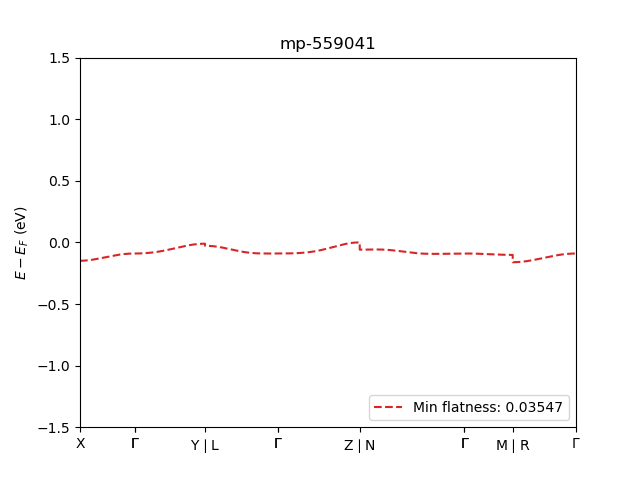 mp-559041
E − E_F (eV)
1.5
1.0
0.5
0.0
−0.5
−1.0
−1.5
Min flatness: 0.03547
X Γ Y | L Γ Z | N Γ M | R Γ